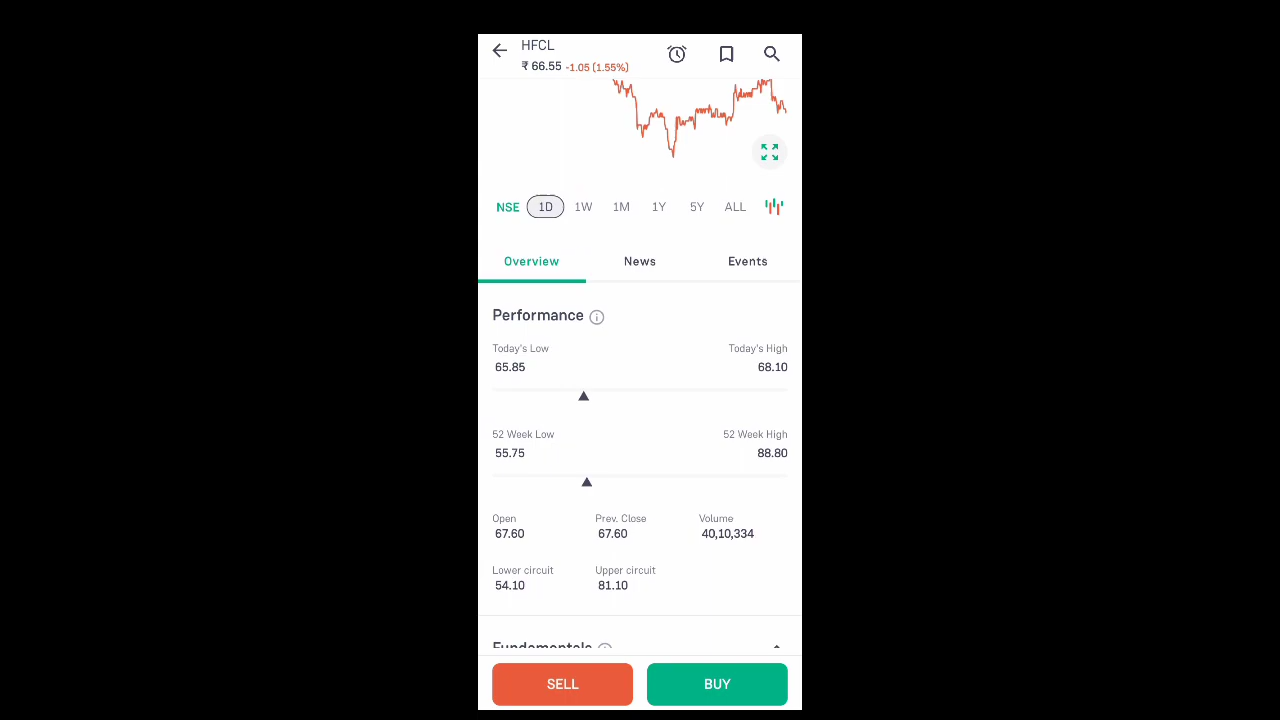 HFCL
₹ 66.55 -1.05 (1.55%)
NSE 1D 1W 1M 1Y 5Y ALL
Overview News Events
Performance
Today's Low Today's High
65.85 68.10
52 Week Low 52 Week High
55.75 88.80
Open Prev. Close Volume
67.60 67.60 40,10,334
Lower circuit Upper circuit
54.10 81.10
Fundamentals
SELL BUY